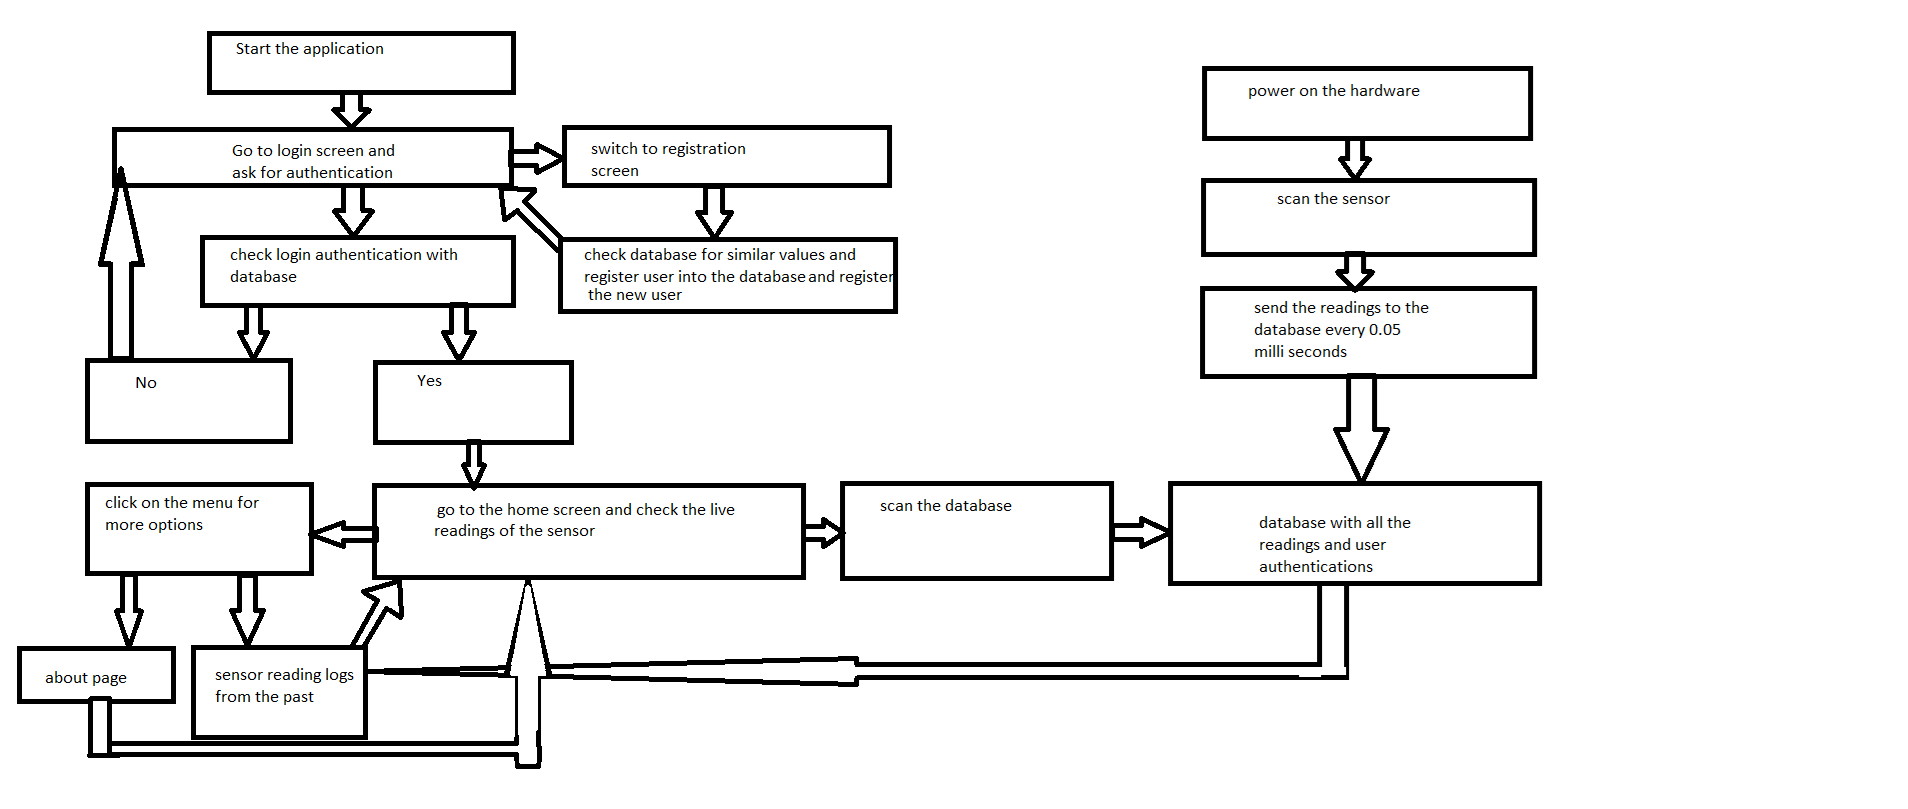 Start the application
Go to login screen and
ask for authentication
switch to registration
screen
check login authentication with
database
check database for similar values and
register user into the database and register
the new user
No
Yes
click on the menu for
more options
go to the home screen and check the live
readings of the sensor
scan the database
about page
sensor reading logs
from the past
power on the hardware
scan the sensor
send the readings to the
database every 0.05
milli seconds
database with all the
readings and user
authentications